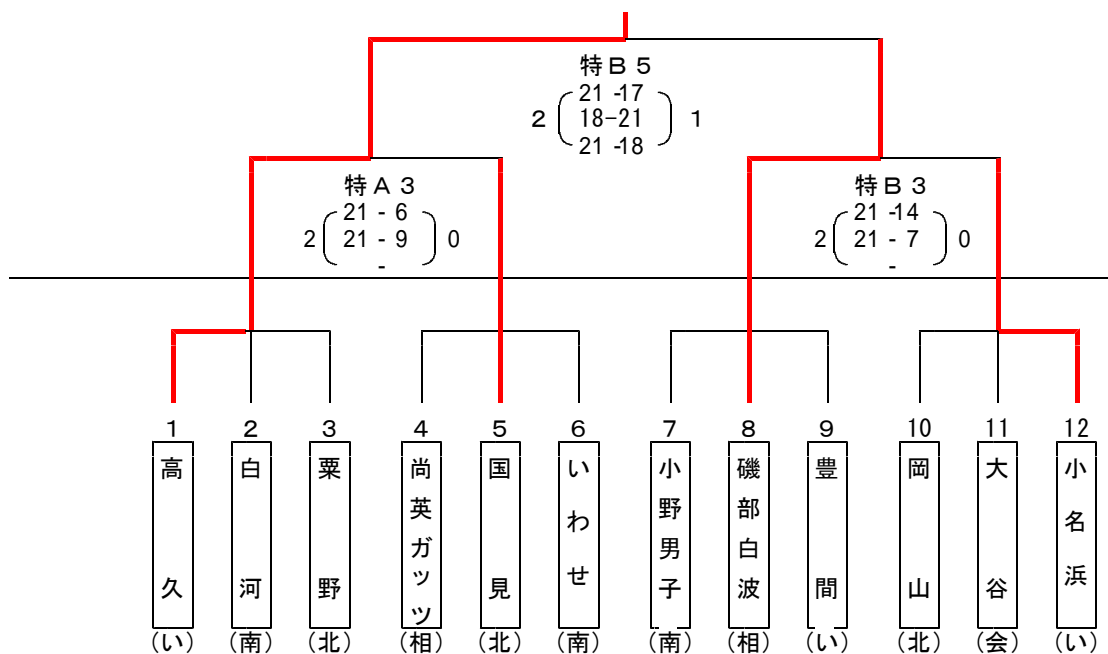 特Ｂ５
21 -17
2 18−21 1
21 -18
特Ａ３
21 - 6
2 21 - 9 0
-
特Ｂ３
21 -14
2 21 - 7 0
-
1 2 3 4 5 6 7 8 9 10 11 12
高久
白河
粟野
尚英ガッツ
国見
いわせ
小野男子
磯部白波
豊間
岡山
大谷
小名浜
(い) (南) (北) (相) (北) (南) (南) (相) (い) (北) (会) (い)